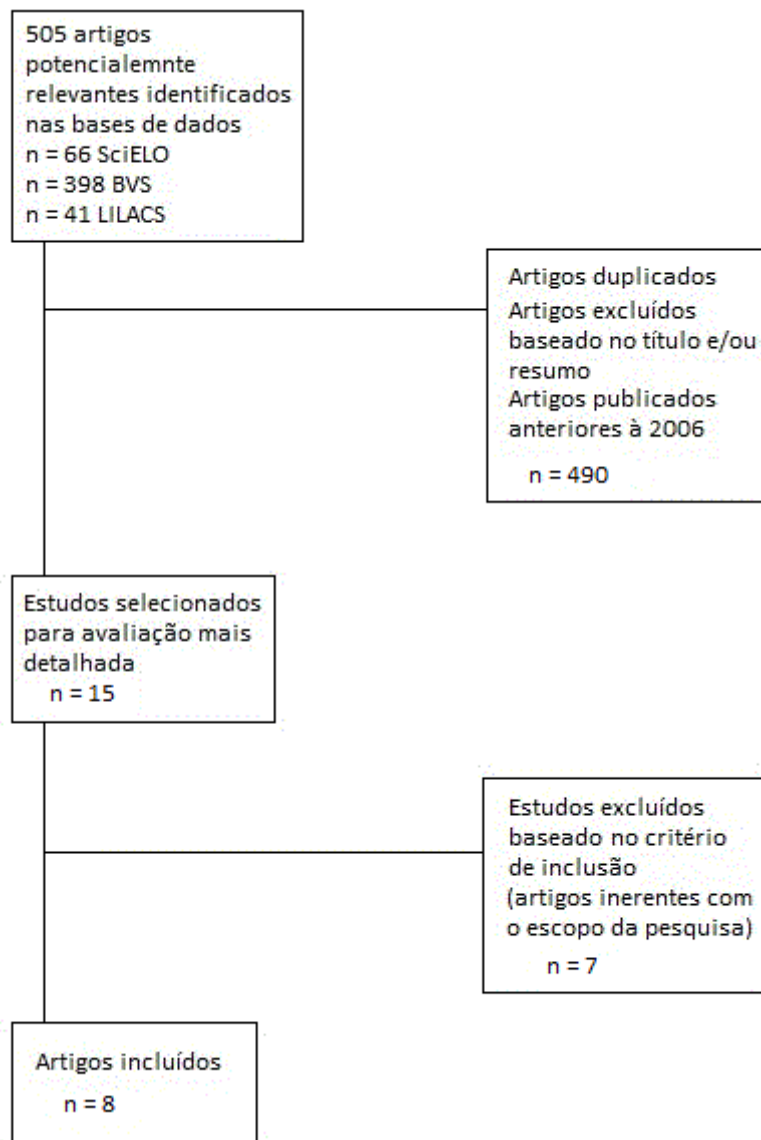 505 artigos
potencialemnte
relevantes identificados
nas bases de dados
n = 66 SciELO
n = 398 BVS
n = 41 LILACS
Artigos duplicados
Artigos excluídos
baseado no título e/ou
resumo
Artigos publicados
anteriores à 2006
n = 490
Estudos selecionados
para avaliação mais
detalhada
n = 15
Estudos excluídos
baseado no critério
de inclusão
(artigos inerentes com
o escopo da pesquisa)
n = 7
Artigos incluídos
n = 8